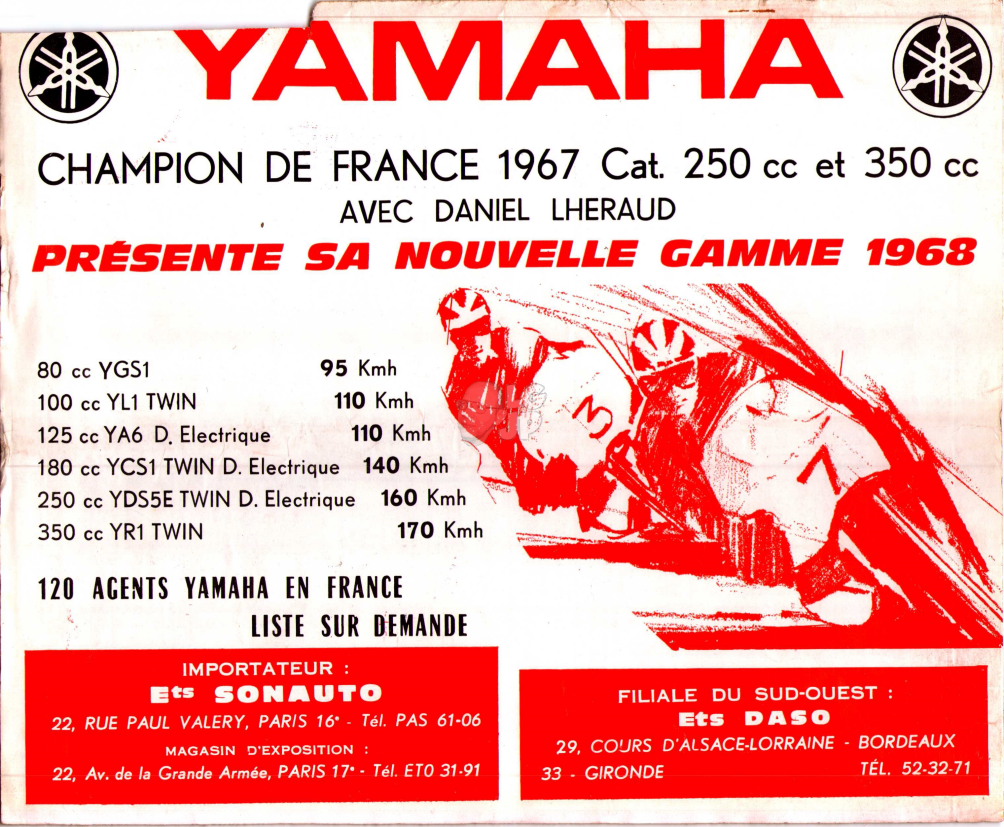 YAMAHA
CHAMPION DE FRANCE 1967 Cat. 250 cc et 350 cc
AVEC DANIEL LHERAUD
PRÉSENTE SA NOUVELLE GAMME 1968
80 cc YGS1 95 Kmh
100 cc YL1 TWIN 110 Kmh
125 cc YA6 D. Electrique 110 Kmh
180 cc YCS1 TWIN D. Electrique 140 Kmh
250 cc YDS5E TWIN D. Electrique 160 Kmh
350 cc YR1 TWIN 170 Kmh
3
1
120 AGENTS YAMAHA EN FRANCE
LISTE SUR DEMANDE
IMPORTATEUR :
Ets SONAUTO
22, RUE PAUL VALERY, PARIS 16e - Tél. PAS 61-06
MAGASIN D'EXPOSITION :
22, Av. de la Grande Armée, PARIS 17e - Tél. ETO 31-91
FILIALE DU SUD-OUEST :
Ets DASO
29, COURS D'ALSACE-LORRAINE - BORDEAUX
33 - GIRONDE TÉL. 52-32-71